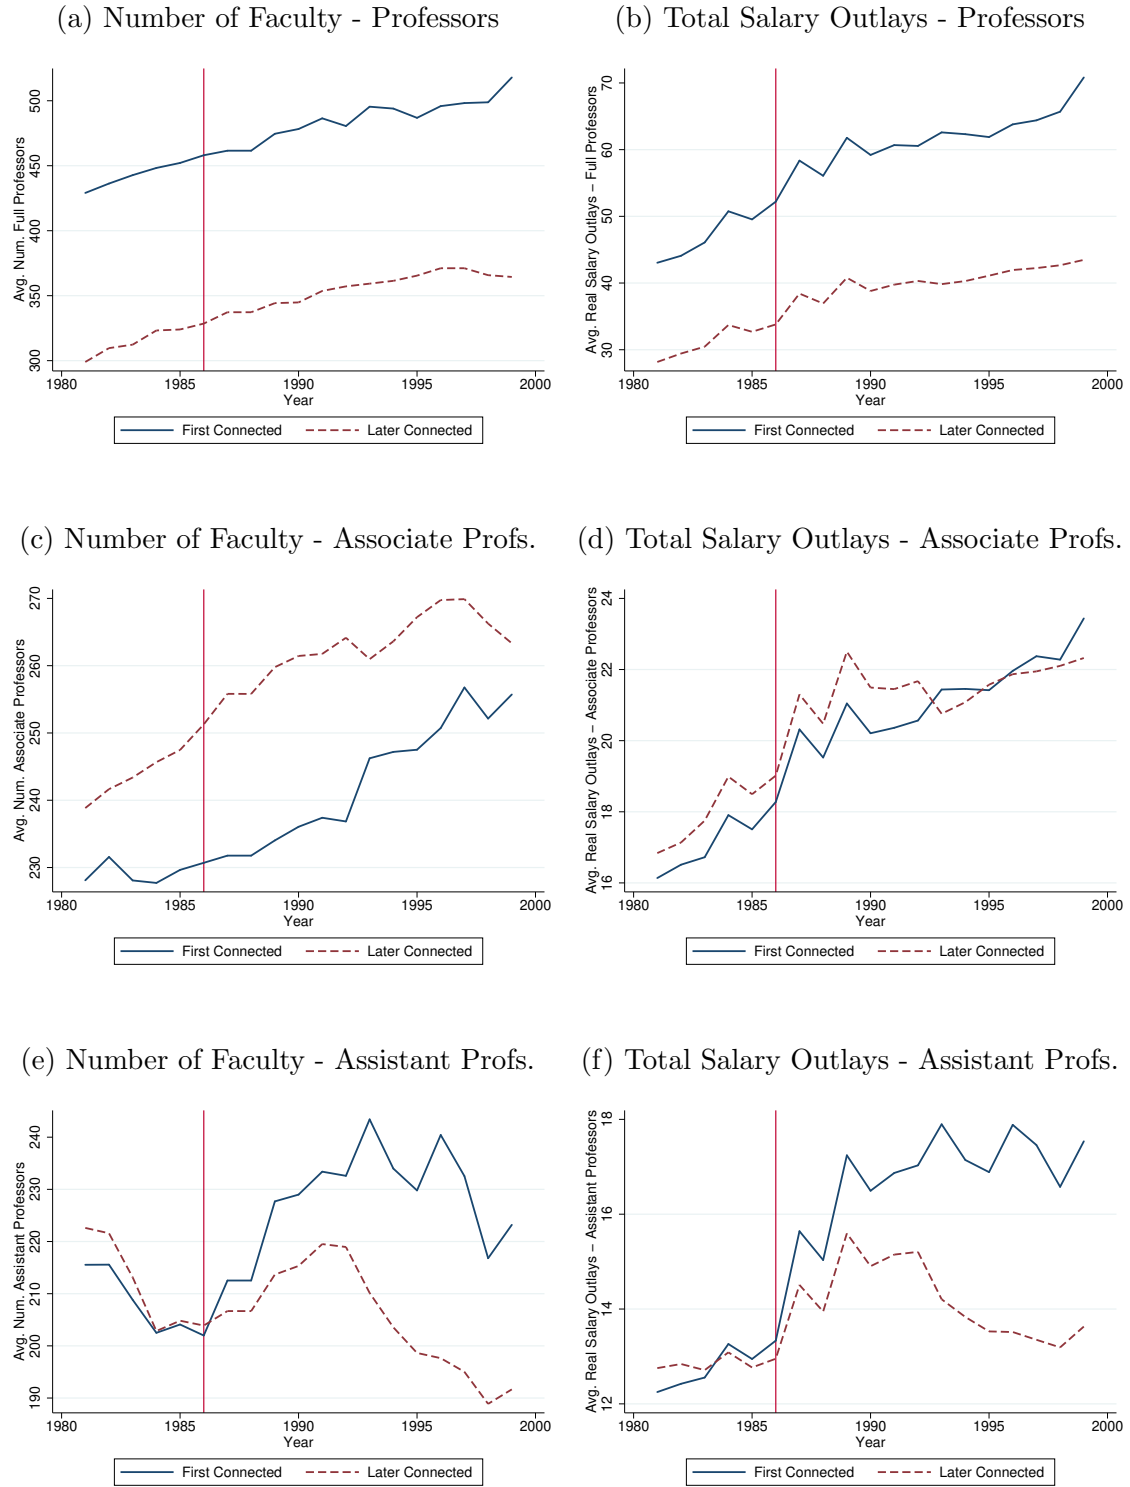 (a) Number of Faculty - Professors
Avg. Num. Full Professors
500
450
400
350
300
1980 1985 1990 1995 2000
Year
First Connected Later Connected
(b) Total Salary Outlays - Professors
Avg. Real Salary Outlays − Full Professors
70
60
50
40
30
1980 1985 1990 1995 2000
Year
First Connected Later Connected
(c) Number of Faculty - Associate Profs.
Avg. Num. Associate Professors
270
260
250
240
230
1980 1985 1990 1995 2000
Year
First Connected Later Connected
(d) Total Salary Outlays - Associate Profs.
Avg. Real Salary Outlays − Associate Professors
24
22
20
18
16
1980 1985 1990 1995 2000
Year
First Connected Later Connected
(e) Number of Faculty - Assistant Profs.
Avg. Num. Assistant Professors
240
230
220
210
200
190
1980 1985 1990 1995 2000
Year
First Connected Later Connected
(f) Total Salary Outlays - Assistant Profs.
Avg. Real Salary Outlays − Assistant Professors
18
16
14
12
1980 1985 1990 1995 2000
Year
First Connected Later Connected